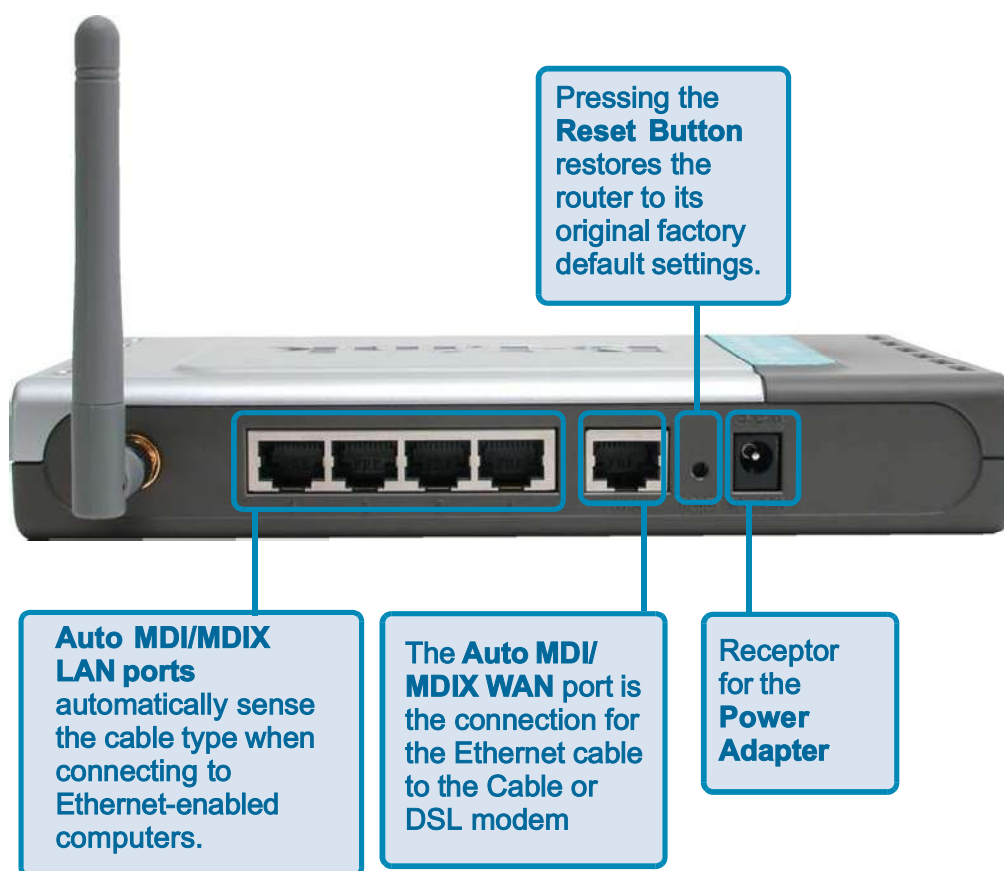 Pressing the
Reset Button
restores the
router to its
original factory
default settings.
Auto MDI/MDIX
LAN ports
automatically sense
the cable type when
connecting to
Ethernet-enabled
computers.
The Auto MDI/
MDIX WAN port is
the connection for
the Ethernet cable
to the Cable or
DSL modem
Receptor
for the
Power
Adapter